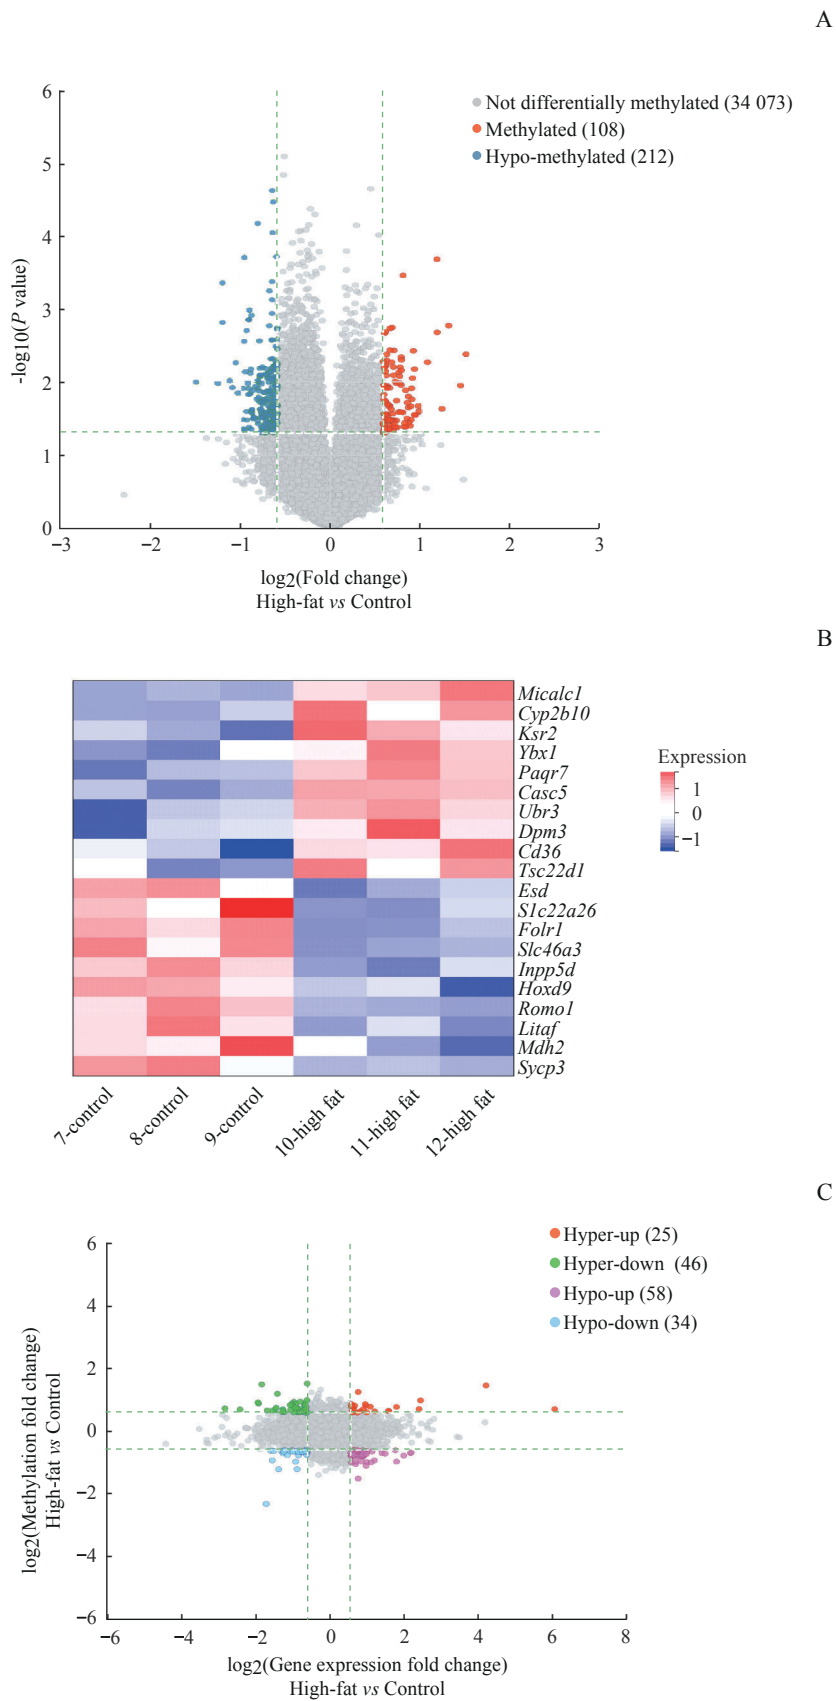 A
6
5
4
3
2
1
0
-log10(P value)
Not differentially methylated (34 073)
Methylated (108)
Hypo-methylated (212)
−3
−2
−1
0
1
2
3
log2(Fold change)
High-fat vs Control
B
Micalc1
Cyp2b10
Ksr2
Ybx1
Paqr7
Casc5
Ubr3
Dpm3
Cd36
Tsc22d1
Esd
S1c22a26
Folr1
Slc46a3
Inpp5d
Hoxd9
Romo1
Litaf
Mdh2
Sycp3
Expression
1
0
−1
7-control
8-control
9-control
10-high fat
11-high fat
12-high fat
C
Hyper-up (25)
Hyper-down (46)
Hypo-up (58)
Hypo-down (34)
6
4
2
0
−2
−4
−6
log2(Methylation fold change)
High-fat vs Control
−6
−4
−2
0
2
4
6
8
log2(Gene expression fold change)
High-fat vs Control